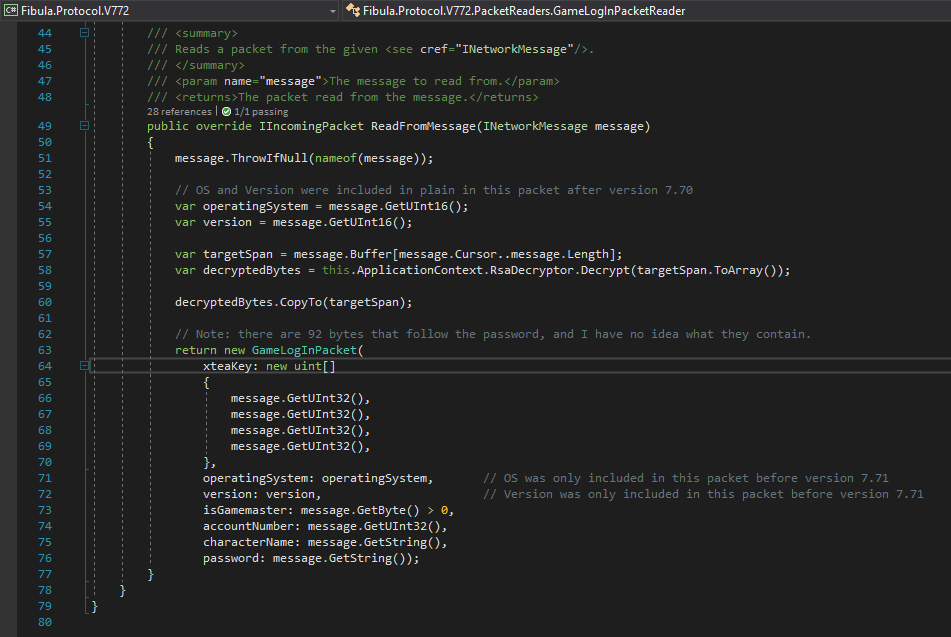 C# Fibula.Protocol.V772 Fibula.Protocol.V772.PacketReaders.GameLogInPacketReader
44 /// <summary>
45 /// Reads a packet from the given <see cref="INetworkMessage"/>.
46 /// </summary>
47 /// <param name="message">The message to read from.</param>
48 /// <returns>The packet read from the message.</returns>
28 references | 1/1 passing
49 public override IIncomingPacket ReadFromMessage(INetworkMessage message)
50 {
51 message.ThrowIfNull(nameof(message));
52
53 // OS and Version were included in plain in this packet after version 7.70
54 var operatingSystem = message.GetUInt16();
55 var version = message.GetUInt16();
56
57 var targetSpan = message.Buffer[message.Cursor..message.Length];
58 var decryptedBytes = this.ApplicationContext.RsaDecryptor.Decrypt(targetSpan.ToArray());
59
60 decryptedBytes.CopyTo(targetSpan);
61
62 // Note: there are 92 bytes that follow the password, and I have no idea what they contain.
63 return new GameLogInPacket(
64 xteaKey: new uint[]
65 {
66 message.GetUInt32(),
67 message.GetUInt32(),
68 message.GetUInt32(),
69 message.GetUInt32(),
70 },
71 operatingSystem: operatingSystem, // OS was only included in this packet before version 7.71
72 version: version, // Version was only included in this packet before version 7.71
73 isGamemaster: message.GetByte() > 0,
74 accountNumber: message.GetUInt32(),
75 characterName: message.GetString(),
76 password: message.GetString());
77 }
78 }
79 }
80